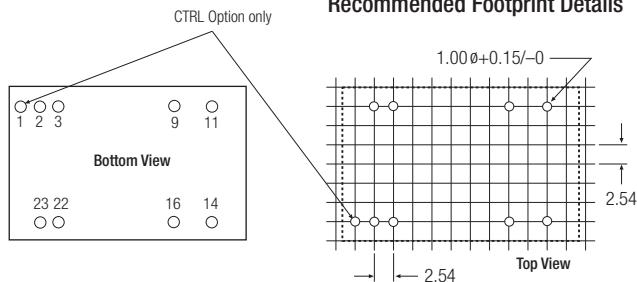 Recommended Footprint Details
CTRL Option only
1.00 ø+0.15/−0
1 2 3 9 11
Bottom View
23 22 16 14
2.54
Top View
2.54